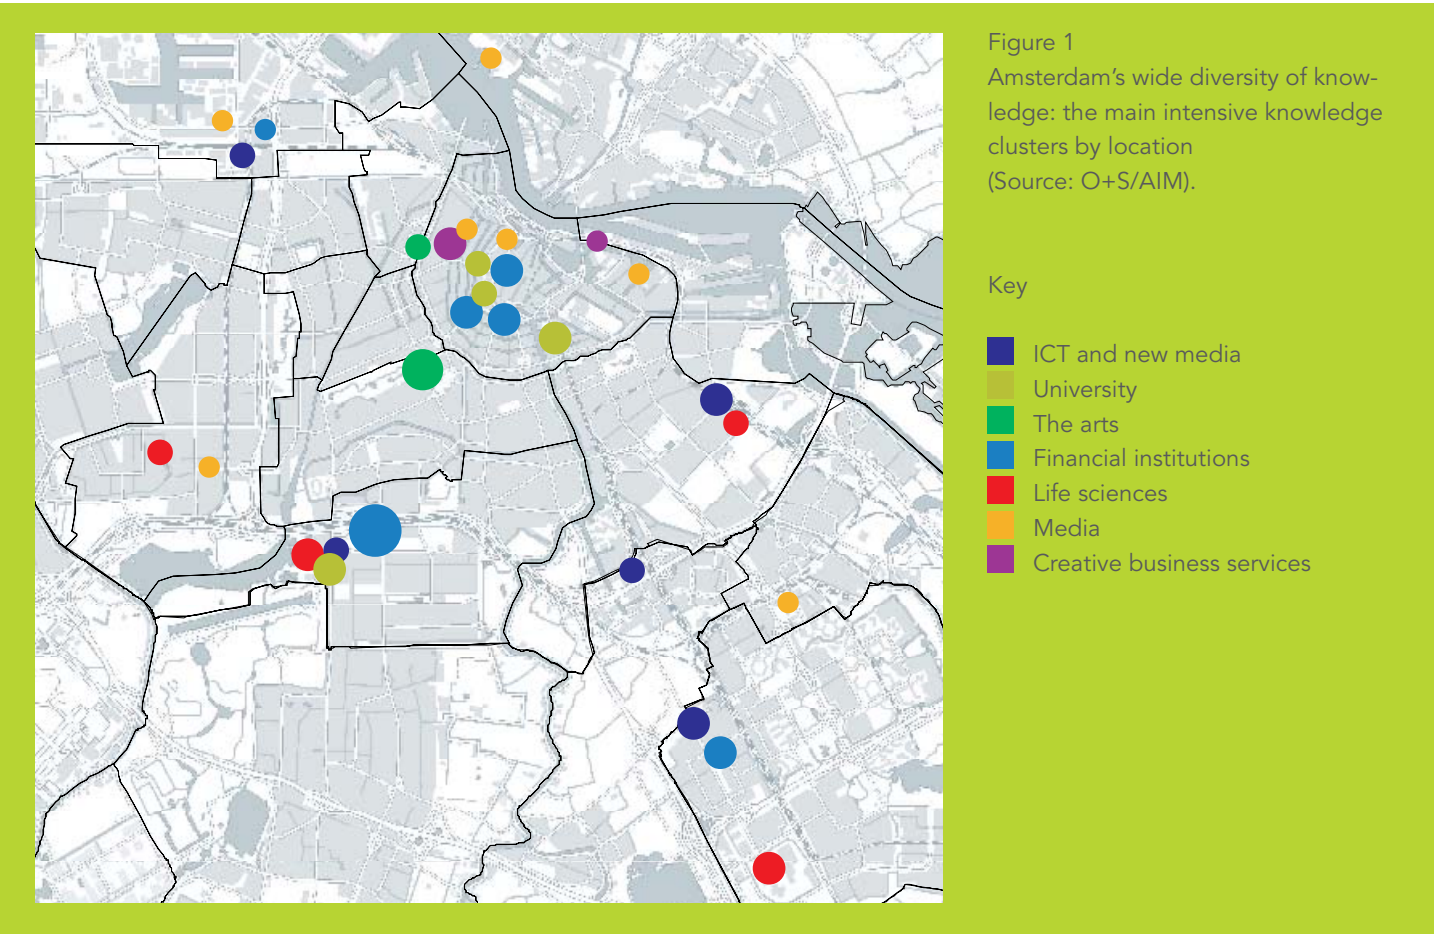 Figure 1
Amsterdam’s wide diversity of know-
ledge: the main intensive knowledge
clusters by location
(Source: O+S/AIM).
Key
ICT and new media
University
The arts
Financial institutions
Life sciences
Media
Creative business services